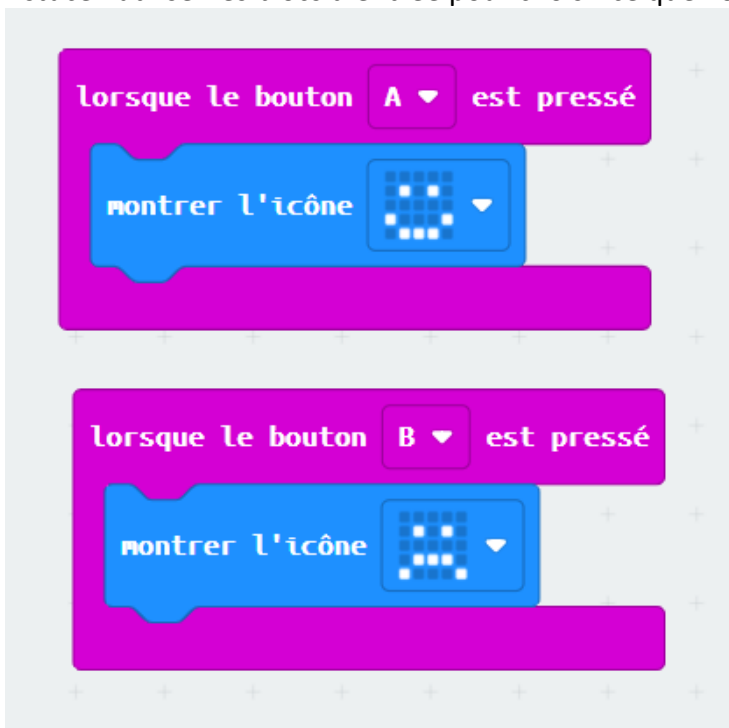 lorsque le bouton A est pressé
montrer l'icône
lorsque le bouton B est pressé
montrer l'icône